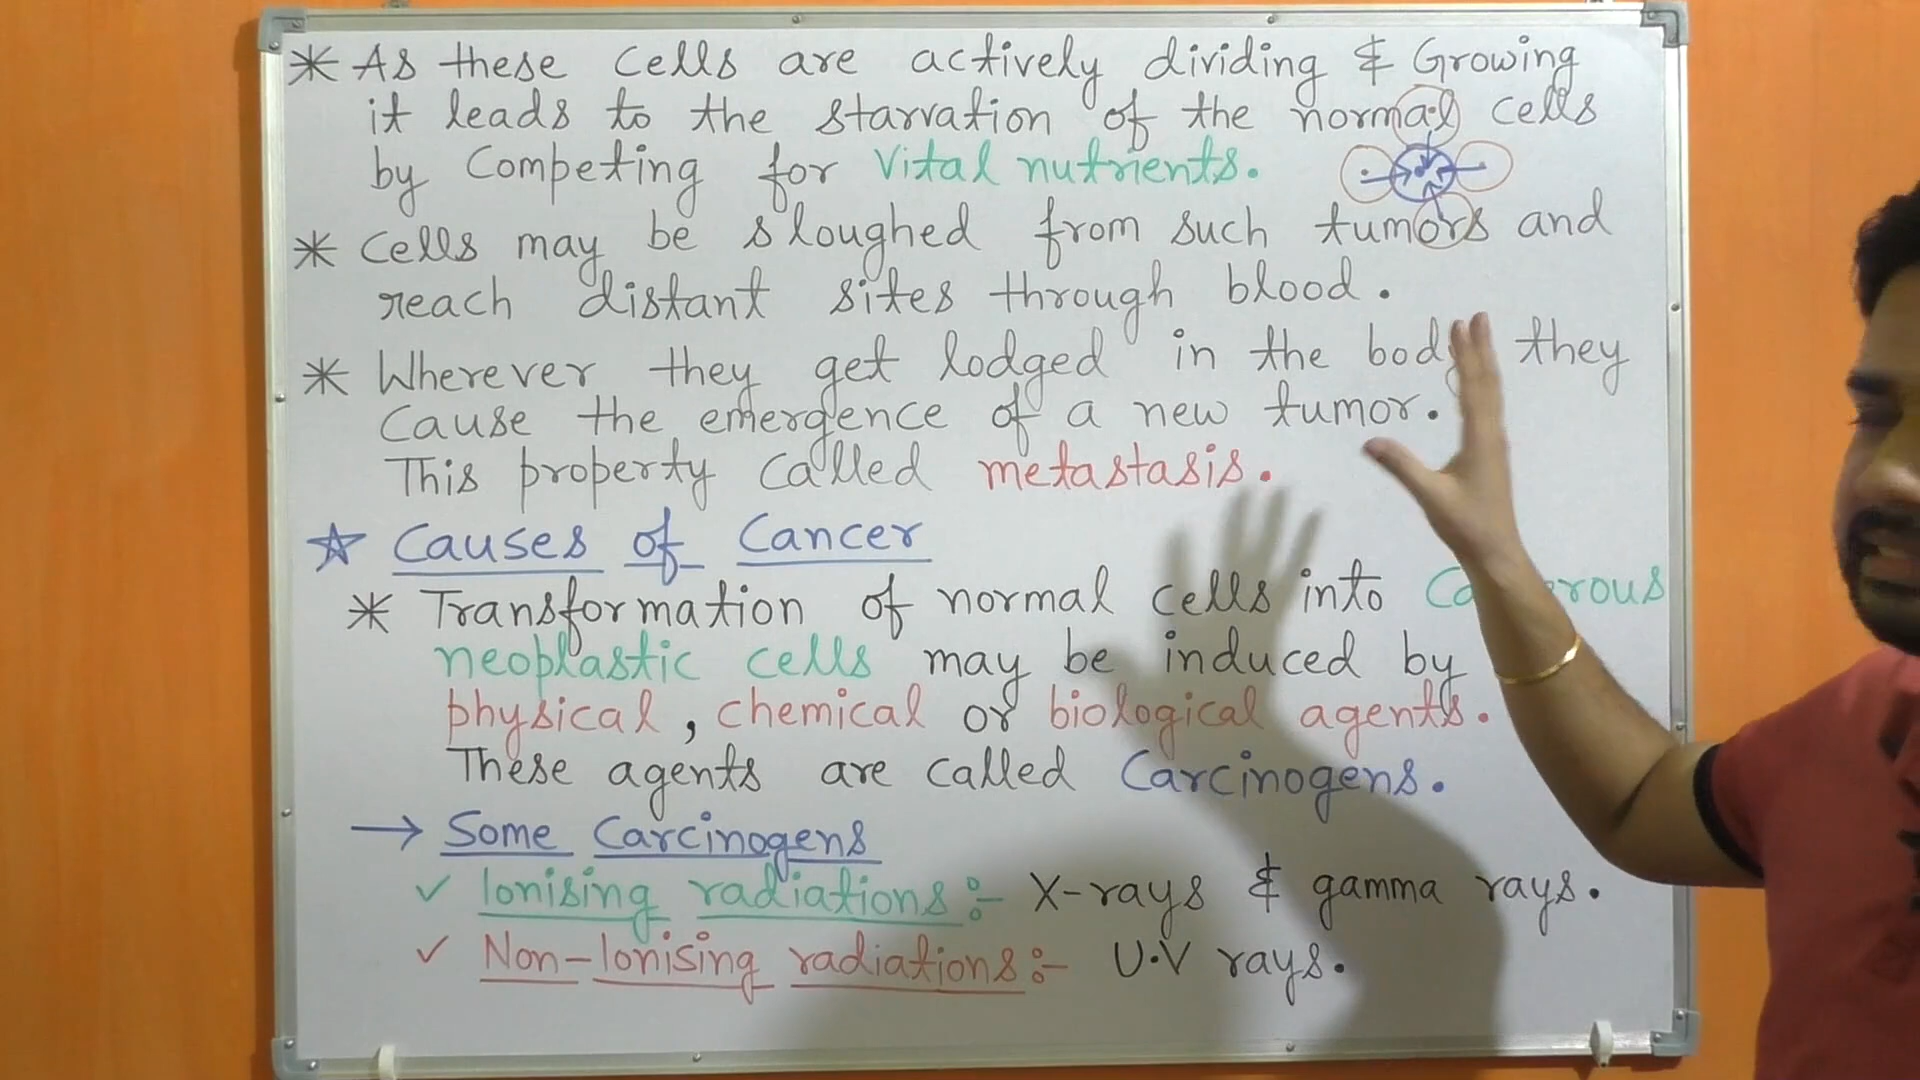 * As these cells are actively dividing & Growing
it leads to the starvation of the normal cells
by Competing for Vital nutrients.
* Cells may be sloughed from such tumors and
reach distant sites through blood.
* Wherever they get lodged in the body they
Cause the emergence of a new tumor.
This property Called metastasis.
☆ Causes of Cancer
* Transformation of normal cells into
neoplastic cells may be induced by
physical, chemical or biological agents.
These agents are called Carcinogens.
→ Some Carcinogens
✓ Ionising radiations:- X-rays & gamma rays.
✓ Non-Ionising radiations:- U.V rays.